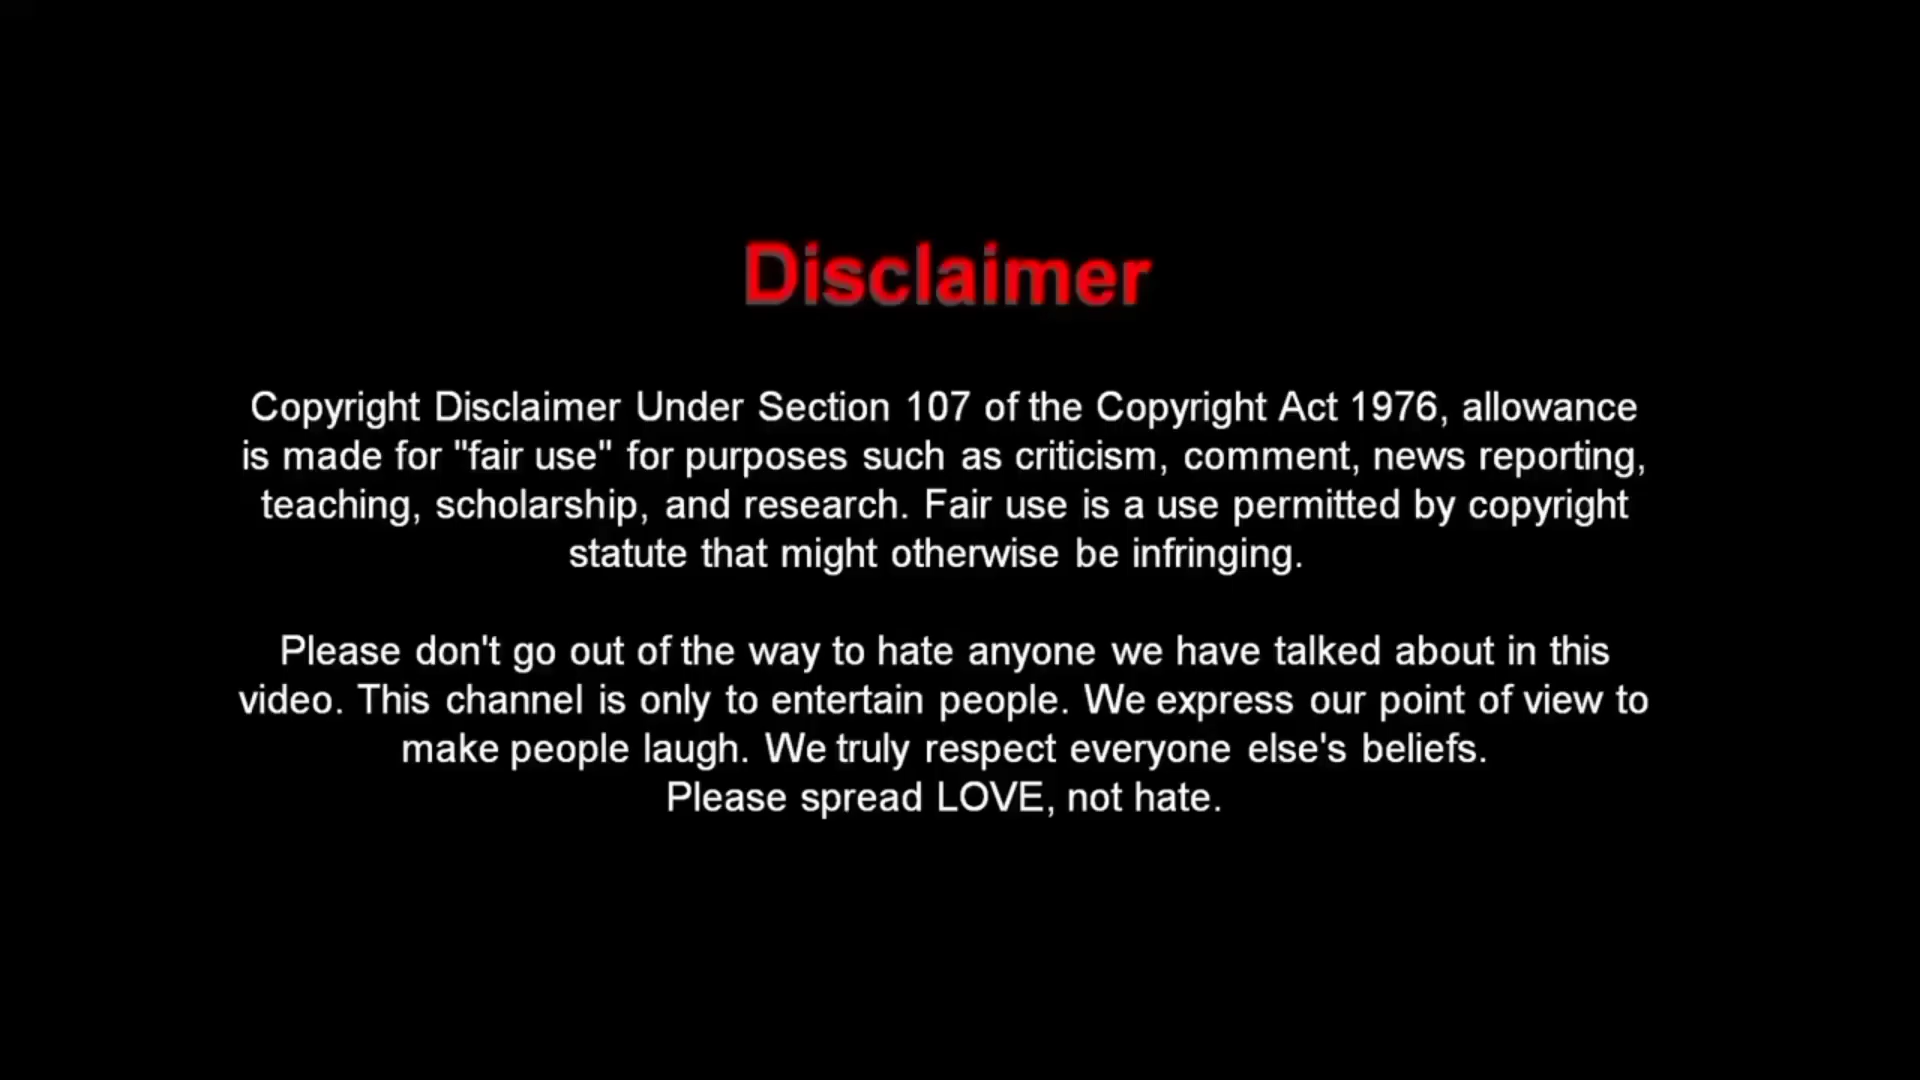 Disclaimer
Copyright Disclaimer Under Section 107 of the Copyright Act 1976, allowance
is made for "fair use" for purposes such as criticism, comment, news reporting,
teaching, scholarship, and research. Fair use is a use permitted by copyright
statute that might otherwise be infringing.
Please don't go out of the way to hate anyone we have talked about in this
video. This channel is only to entertain people. We express our point of view to
make people laugh. We truly respect everyone else's beliefs.
Please spread LOVE, not hate.